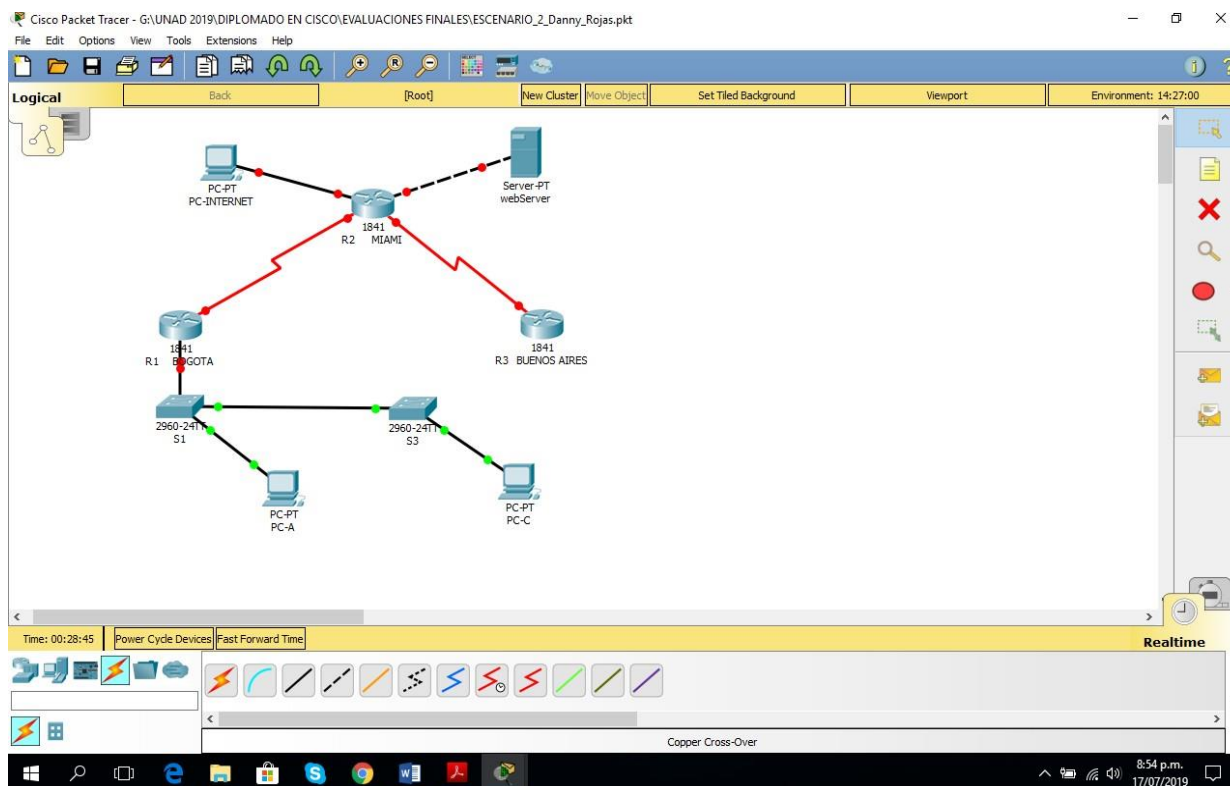 Cisco Packet Tracer - G:\UNAD 2019\DIPLOMADO EN CISCO\EVALUACIONES FINALES\ESCENARIO_2_Danny_Rojas.pkt
File Edit Options View Tools Extensions Help
Logical Back [Root] New Cluster Move Object Set Tiled Background Viewport Environment: 14:27:00
PC-PT
PC-INTERNET
Server-PT
webServer
1841
R2 MIAMI
1841
R1 BOGOTA
1841
R3 BUENOS AIRES
2960-24TT
S1
2960-24TT
S3
PC-PT
PC-A
PC-PT
PC-C
Time: 00:28:45 Power Cycle Devices Fast Forward Time Realtime
Copper Cross-Over
8:54 p.m.
17/07/2019